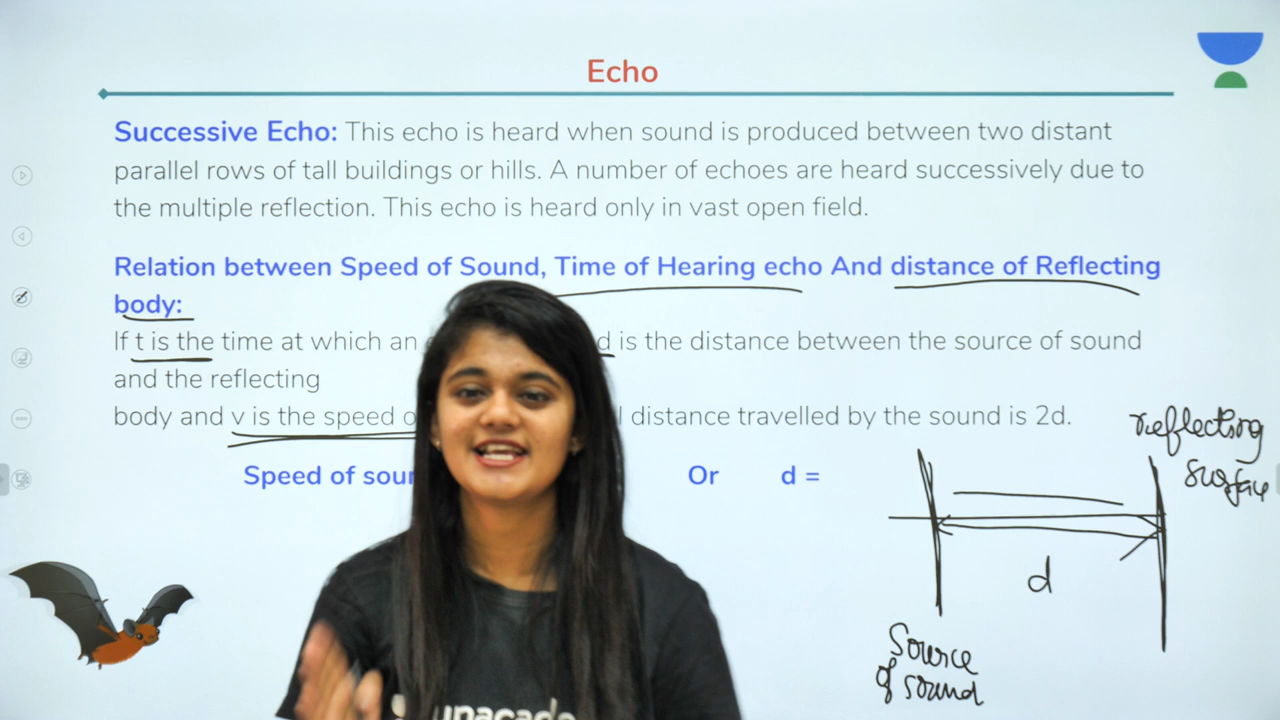 Echo
Successive Echo: This echo is heard when sound is produced between two distant
parallel rows of tall buildings or hills. A number of echoes are heard successively due to
the multiple reflection. This echo is heard only in vast open field.
Relation between Speed of Sound, Time of Hearing echo And distance of Reflecting
body:
If t is the time at which an d is the distance between the source of sound
and the reflecting
body and v is the speed distance travelled by the sound is 2d.
Speed of Or d =
reflecting
surface
d
Source
of sound